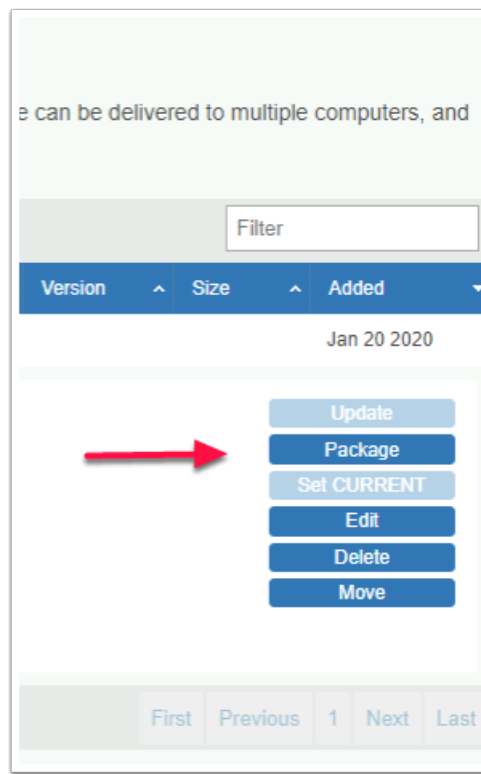 e can be delivered to multiple computers, and
Filter
Version Size Added
Jan 20 2020
Update
Package
Set CURRENT
Edit
Delete
Move
First Previous 1 Next Last